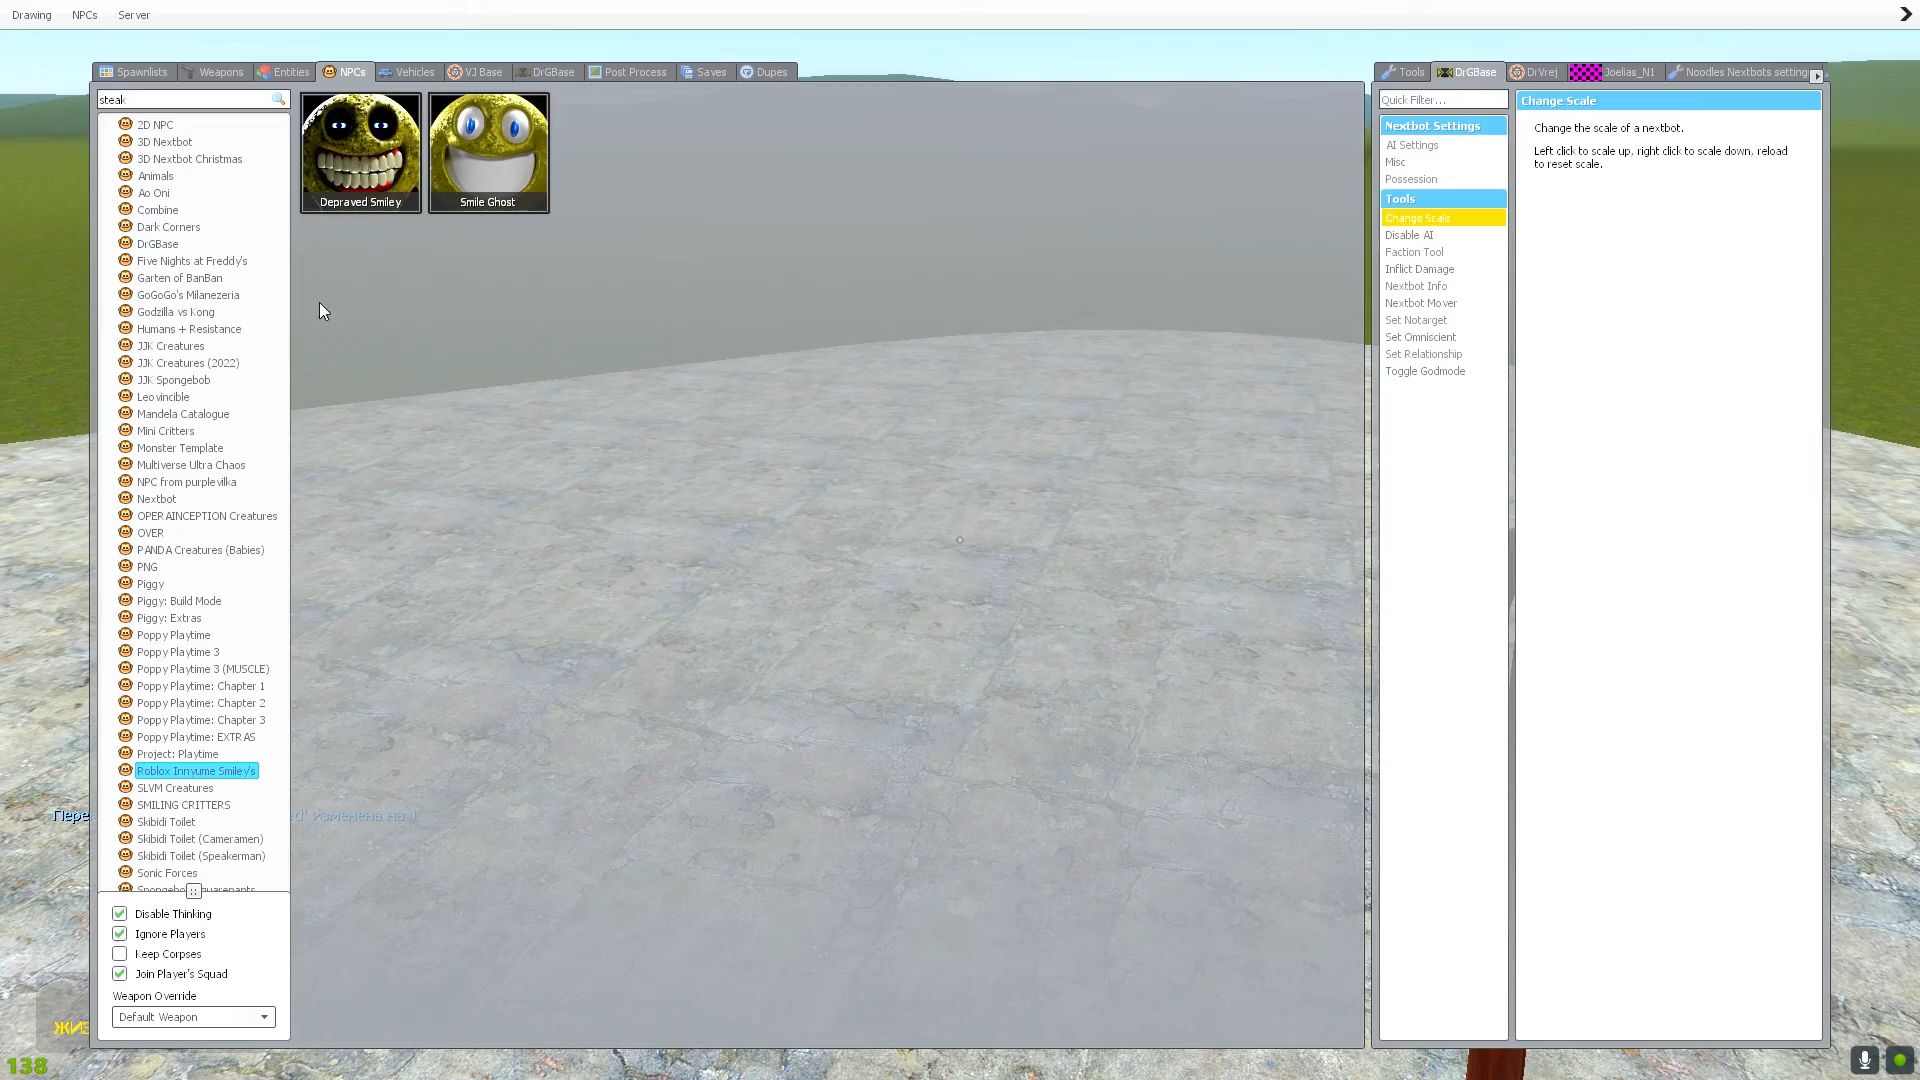 Drawing NPCs Server
Spawnlists Weapons Entities NPCs Vehicles VJ Base DrGBase Post Process Saves Dupes
Tools DrGBase DrVrej Joelias_N1 Noodles Nextbots setting
steak
2D NPC
3D Nextbot
3D Nextbot Christmas
Animals
Ao Oni
Combine
Dark Corners
DrGBase
Five Nights at Freddy's
Garten of BanBan
GoGoGo's Milanezeria
Godzilla vs Kong
Humans + Resistance
JJK Creatures
JJK Creatures (2022)
JJK Spongebob
Leovincible
Mandela Catalogue
Mini Critters
Monster Template
Multiverse Ultra Chaos
NPC from purplevilka
Nextbot
OPERAINCEPTION Creatures
OVER
PANDA Creatures (Babies)
PNG
Piggy
Piggy: Build Mode
Piggy: Extras
Poppy Playtime
Poppy Playtime 3
Poppy Playtime 3 (MUSCLE)
Poppy Playtime: Chapter 1
Poppy Playtime: Chapter 2
Poppy Playtime: Chapter 3
Poppy Playtime: EXTRAS
Project: Playtime
Roblox Innyume Smiley's
SLVM Creatures
SMILING CRITTERS
Skibidi Toilet
Skibidi Toilet (Cameramen)
Skibidi Toilet (Speakerman)
Sonic Forces
Disable Thinking
Ignore Players
Keep Corpses
Join Player's Squad
Weapon Override
Default Weapon
Depraved Smiley
Smile Ghost
Пере
ed" изменена на 1
ЖИЗ
138
Quick Filter...
Nextbot Settings
AI Settings
Misc
Possession
Tools
Change Scale
Disable AI
Faction Tool
Inflict Damage
Nextbot Info
Nextbot Mover
Set Notarget
Set Omniscient
Set Relationship
Toggle Godmode
Change Scale
Change the scale of a nextbot.
Left click to scale up, right click to scale down, reload
to reset scale.